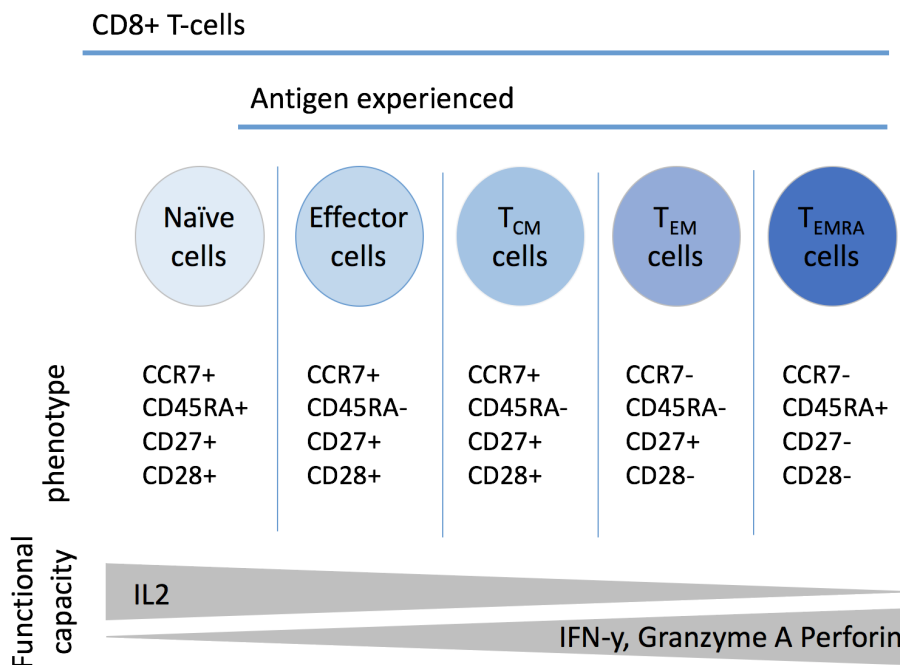 CD8+ T-cells
Antigen experienced
Naïve
cells
Effector
cells
TCM
cells
TEM
cells
TEMRA
cells
phenotype
CCR7+
CD45RA+
CD27+
CD28+
CCR7+
CD45RA-
CD27+
CD28+
CCR7+
CD45RA-
CD27+
CD28+
CCR7-
CD45RA-
CD27+
CD28-
CCR7-
CD45RA+
CD27-
CD28-
Functional
capacity
IL2
IFN-y, Granzyme A Perforin